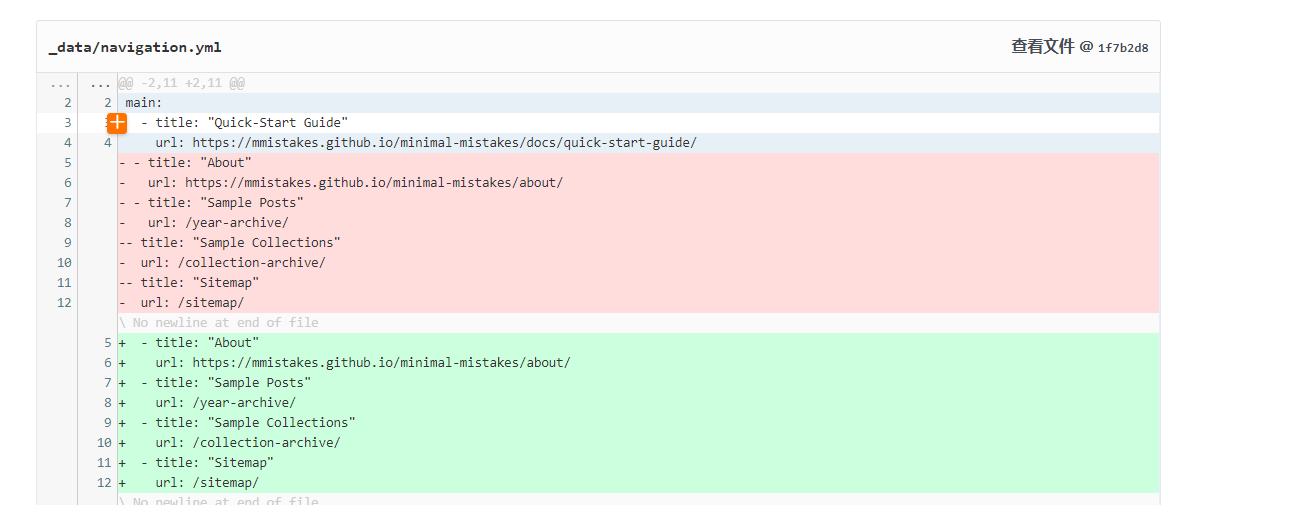 _data/navigation.yml 查看文件 @ 1f7b2d8
... ... @@ -2,11 +2,11 @@
2 2 main:
3 - title: "Quick-Start Guide"
4 4 url: https://mmistakes.github.io/minimal-mistakes/docs/quick-start-guide/
5 - - title: "About"
6 - url: https://mmistakes.github.io/minimal-mistakes/about/
7 - - title: "Sample Posts"
8 - url: /year-archive/
9 -- title: "Sample Collections"
10 - url: /collection-archive/
11 -- title: "Sitemap"
12 - url: /sitemap/
\ No newline at end of file
5 + - title: "About"
6 + url: https://mmistakes.github.io/minimal-mistakes/about/
7 + - title: "Sample Posts"
8 + url: /year-archive/
9 + - title: "Sample Collections"
10 + url: /collection-archive/
11 + - title: "Sitemap"
12 + url: /sitemap/
\ No newline at end of file